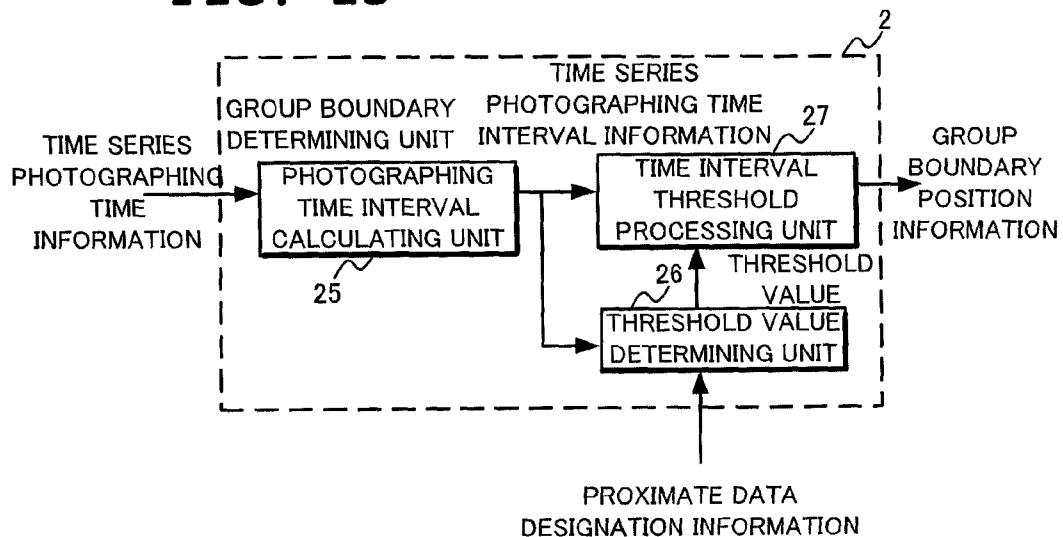 2
TIME SERIES
PHOTOGRAPHING TIME
INTERVAL INFORMATION
GROUP BOUNDARY
DETERMINING UNIT
27
TIME SERIES
PHOTOGRAPHING
TIME
INFORMATION
PHOTOGRAPHING
TIME INTERVAL
CALCULATING UNIT
25
TIME INTERVAL
THRESHOLD
PROCESSING UNIT
GROUP
BOUNDARY
POSITION
INFORMATION
THRESHOLD
VALUE
26
THRESHOLD VALUE
DETERMINING UNIT
PROXIMATE DATA
DESIGNATION INFORMATION